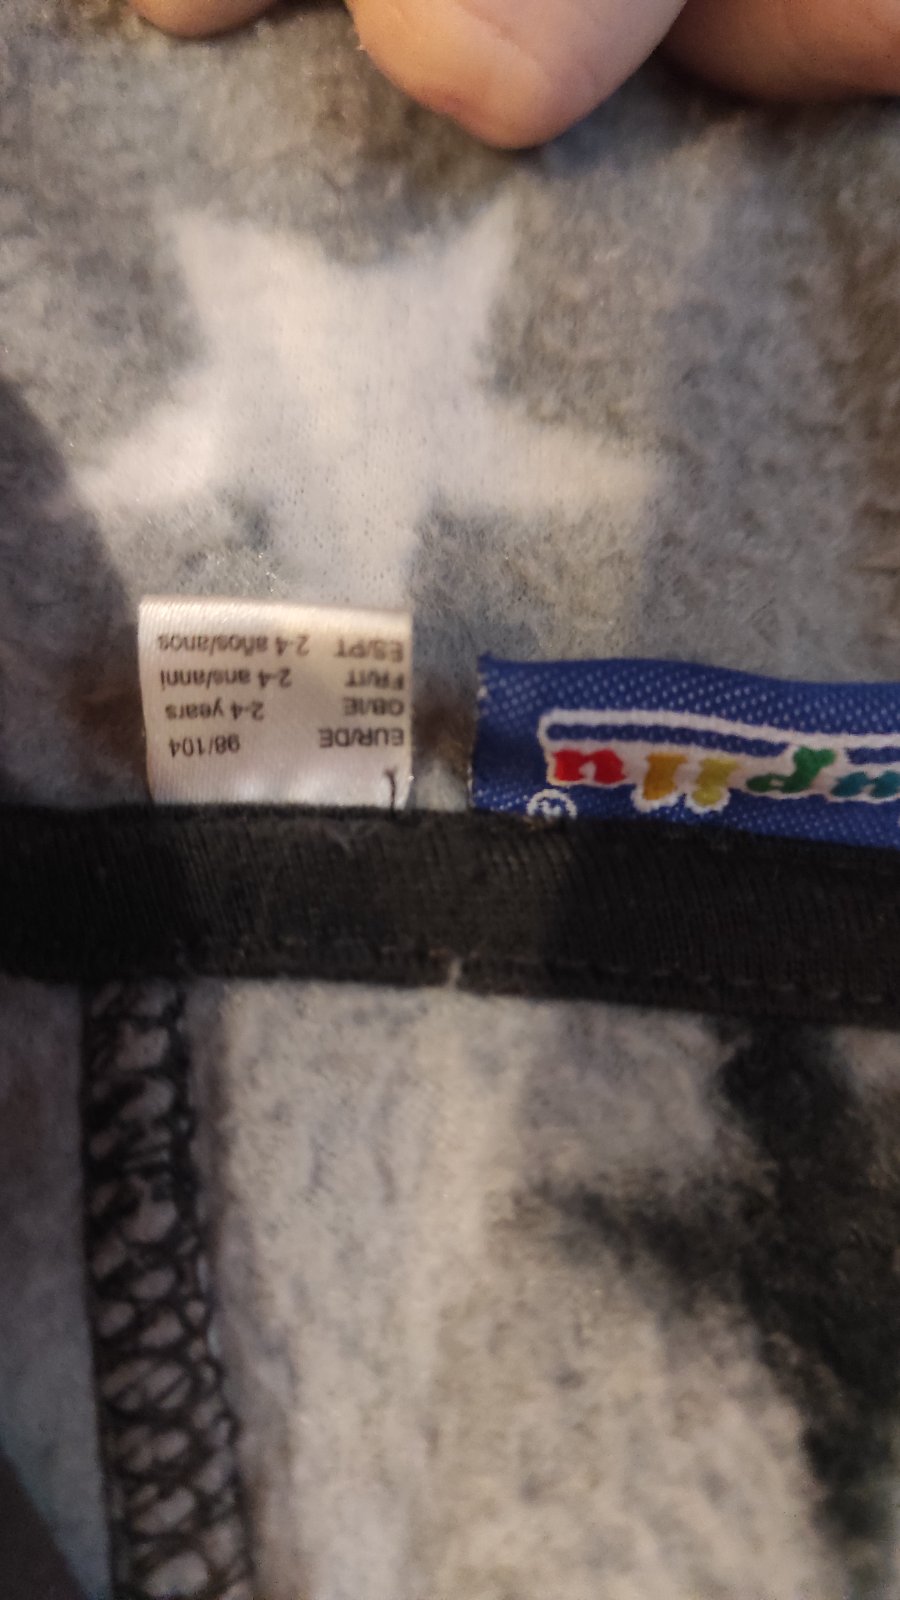 upilu
®
EUR/DE 98/104
GB/IE 2-4 years
FR/IT 2-4 ans/anni
ES/PT 2-4 años/anos